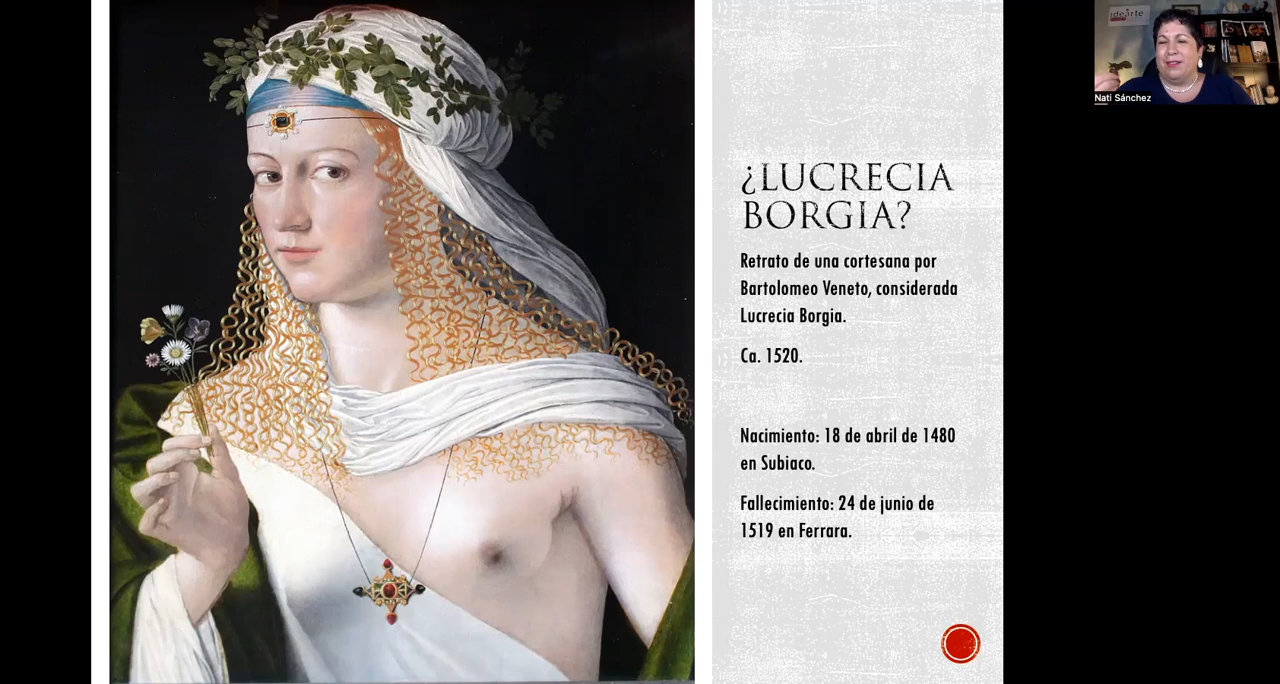 ¿LUCRECIA
BORGIA?
Retrato de una cortesana por
Bartolomeo Veneto, considerada
Lucrecia Borgia.
Ca. 1520.
Nacimiento: 18 de abril de 1480
en Subiaco.
Fallecimiento: 24 de junio de
1519 en Ferrara.
idearte
Nati Sánchez